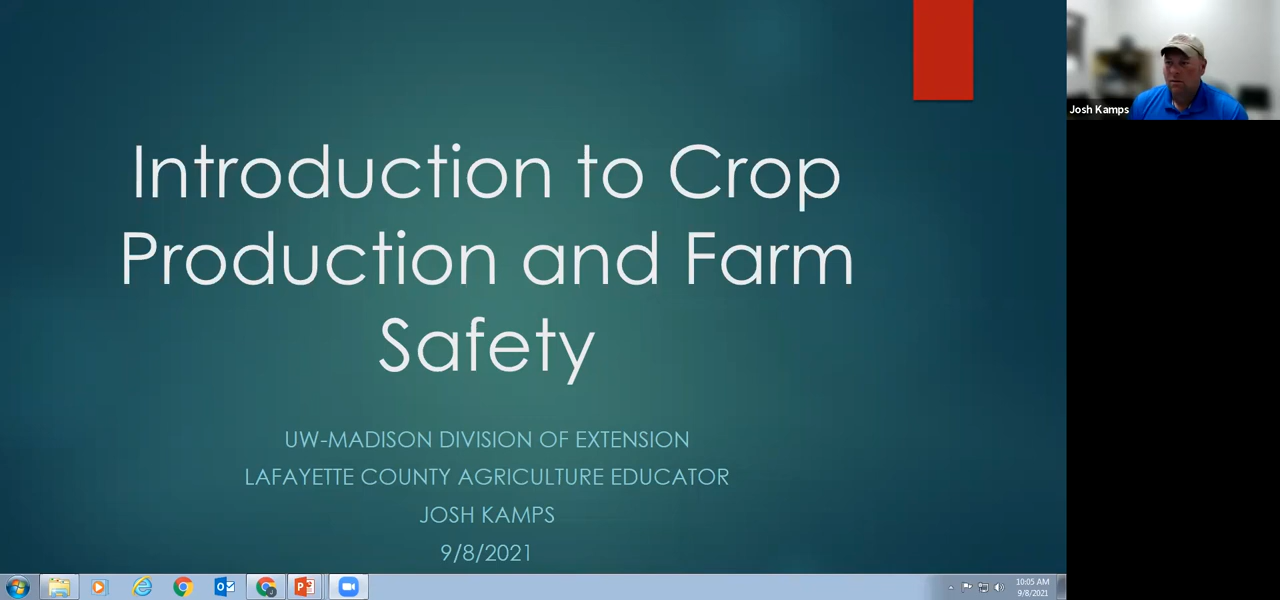 Introduction to Crop
Production and Farm
Safety
UW-MADISON DIVISION OF EXTENSION
LAFAYETTE COUNTY AGRICULTURE EDUCATOR
JOSH KAMPS
9/8/2021
Josh Kamps
10:05 AM
9/8/2021